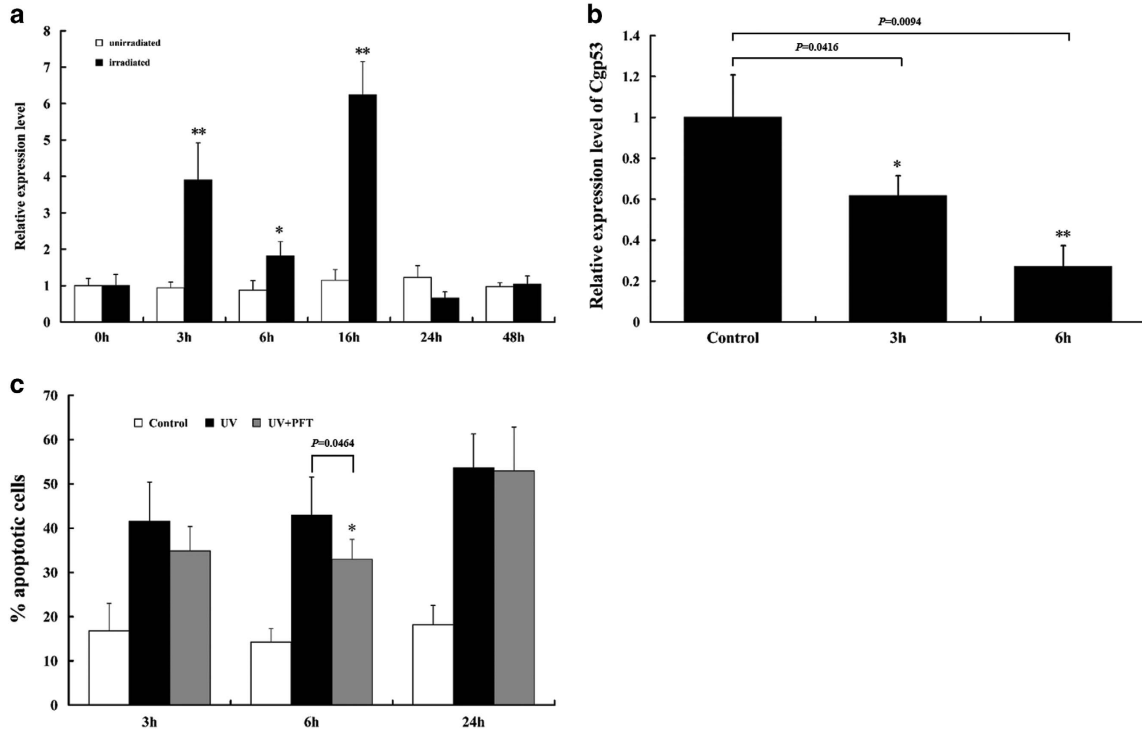 a
Relative expression level
8
7
6
5
4
3
2
1
0
unirradiated
irradiated
**
*
**
0h 3h 6h 16h 24h 48h
b
Relative expression level of Cgp53
1.4
1.2
1
0.8
0.6
0.4
0.2
0
P=0.0094
P=0.0416
*
**
Control 3h 6h
c
% apoptotic cells
70
60
50
40
30
20
10
0
Control UV UV+PFT
P=0.0464
*
3h 6h 24h